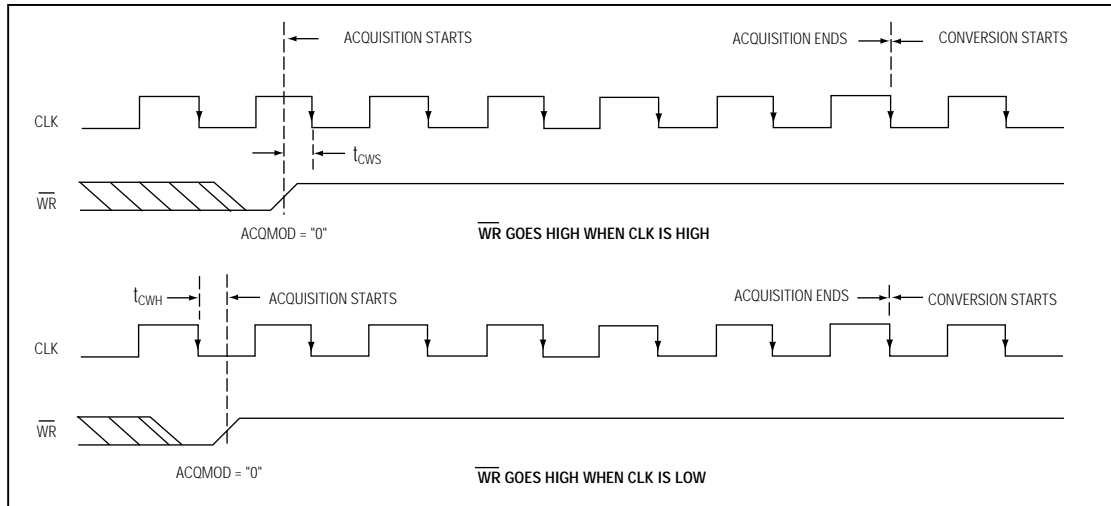 ACQUISITION STARTS
ACQUISITION ENDS
CONVERSION STARTS
CLK
tCWS
WR
ACQMOD = "0"
WR GOES HIGH WHEN CLK IS HIGH
tCWH
ACQUISITION STARTS
ACQUISITION ENDS
CONVERSION STARTS
CLK
WR
ACQMOD = "0"
WR GOES HIGH WHEN CLK IS LOW